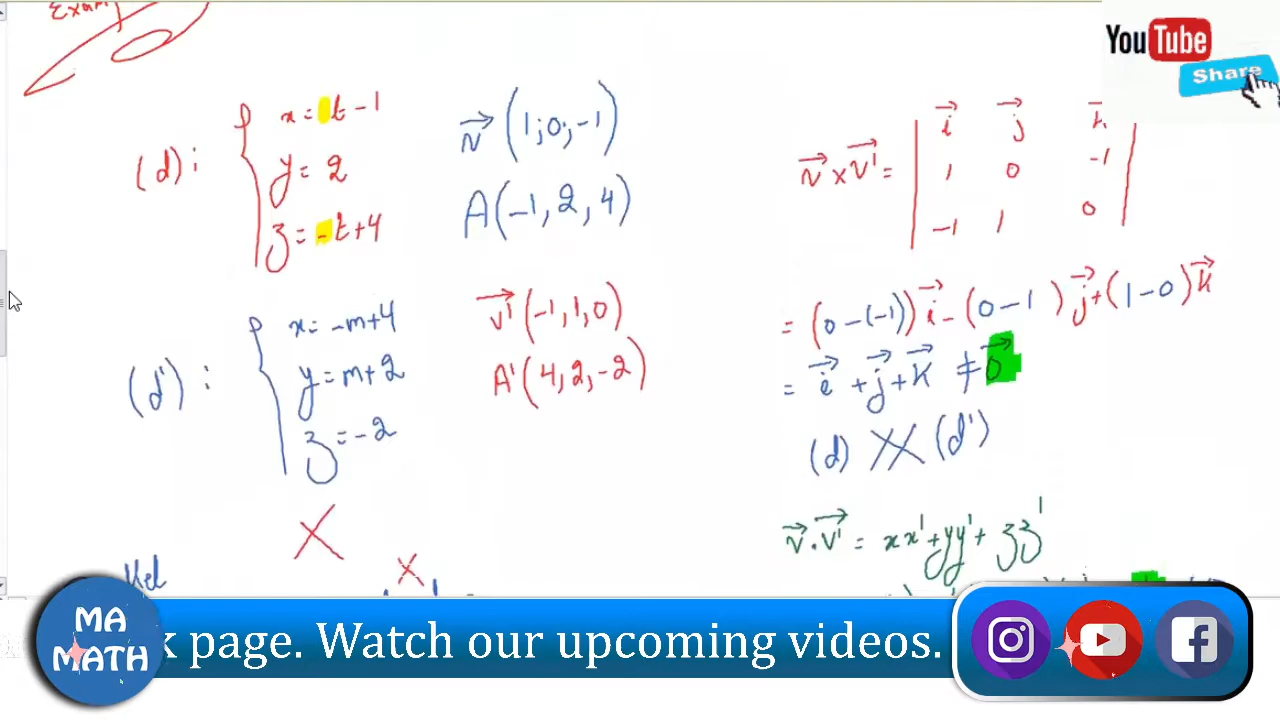 Examp
YouTube
Share
(d): { x = t - 1
y = 2
z = -t + 4
V⃗ (1; 0; -1)
A(-1, 2, 4)
V⃗ × V⃗' = | i⃗ j⃗ k⃗
1 0 -1
-1 1 0 |
= (0 - (-1)) i⃗ - (0 - 1) j⃗ + (1 - 0) k⃗
= i⃗ + j⃗ + k⃗ ≠ 0⃗
(d) ∦ (d')
(d'): { x = -m + 4
y = m + 2
z = -2
V⃗' (-1, 1, 0)
A' (4, 2, -2)
V⃗ . V⃗' = xx' + yy' + zz'
MA
MATH
k page. Watch our upcoming videos.